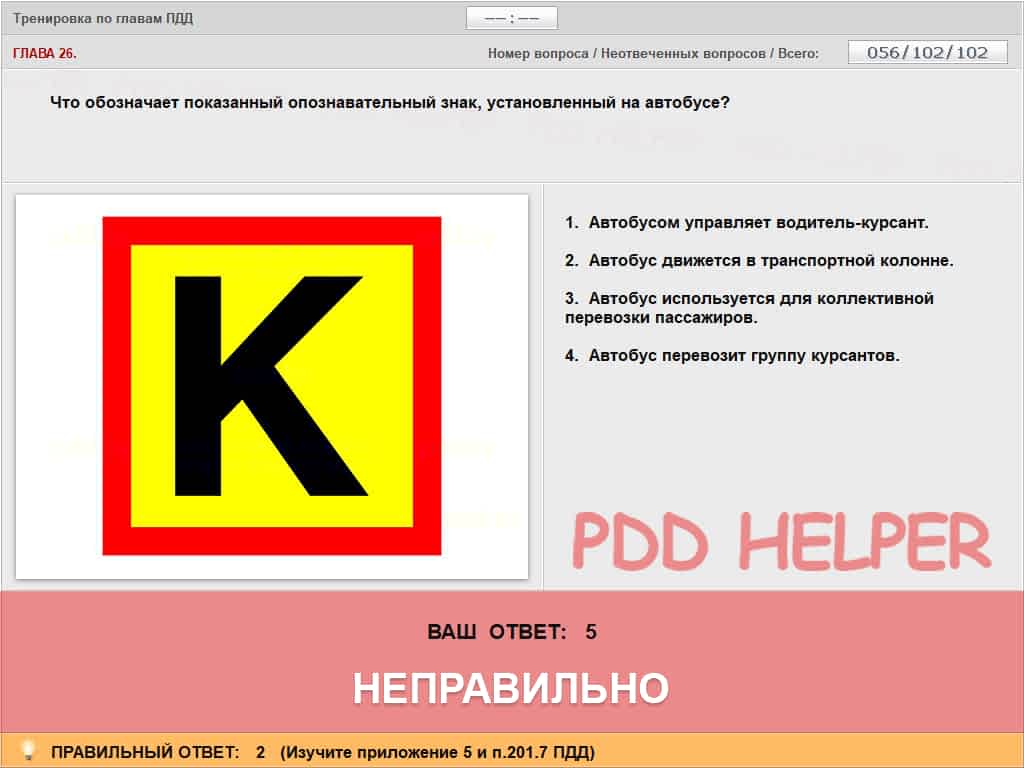 Тренировка по главам ПДД
–– : ––
ГЛАВА 26.
Номер вопроса / Неотвеченных вопросов / Всего:
056/102/102
Что обозначает показанный опознавательный знак, установленный на автобусе?
К
1. Автобусом управляет водитель-курсант.
2. Автобус движется в транспортной колонне.
3. Автобус используется для коллективной
перевозки пассажиров.
4. Автобус перевозит группу курсантов.
PDD HELPER
ВАШ ОТВЕТ: 5
НЕПРАВИЛЬНО
ПРАВИЛЬНЫЙ ОТВЕТ: 2 (Изучите приложение 5 и п.201.7 ПДД)